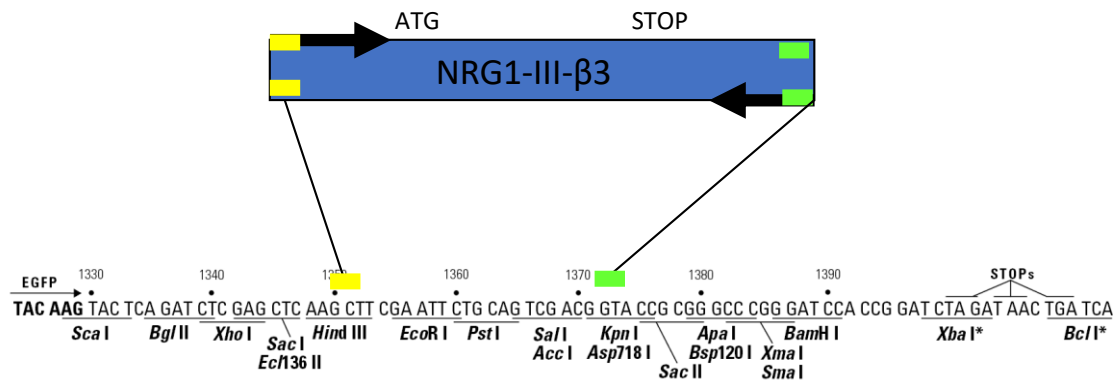 ATG STOP
NRG1-III-β3
1330 1340 1350 1360 1370 1380 1390
EGFP STOPs
TAC AAG TAC TCA GAT CTC GAG CTC AAG CTT CGA ATT CTG CAG TCG ACG GTA CCG CGG GCC CGG GAT CCA CCG GAT CTA GAT AAC TGA TCA
Sca I Bgl II Xho I Hind III EcoR I Pst I Sal I Kpn I Apa I BamH I Xba I* Bcl I*
Sac I Acc I Asp718 I Bsp120 I Xma I
Ecl136 II Sac II Sma I